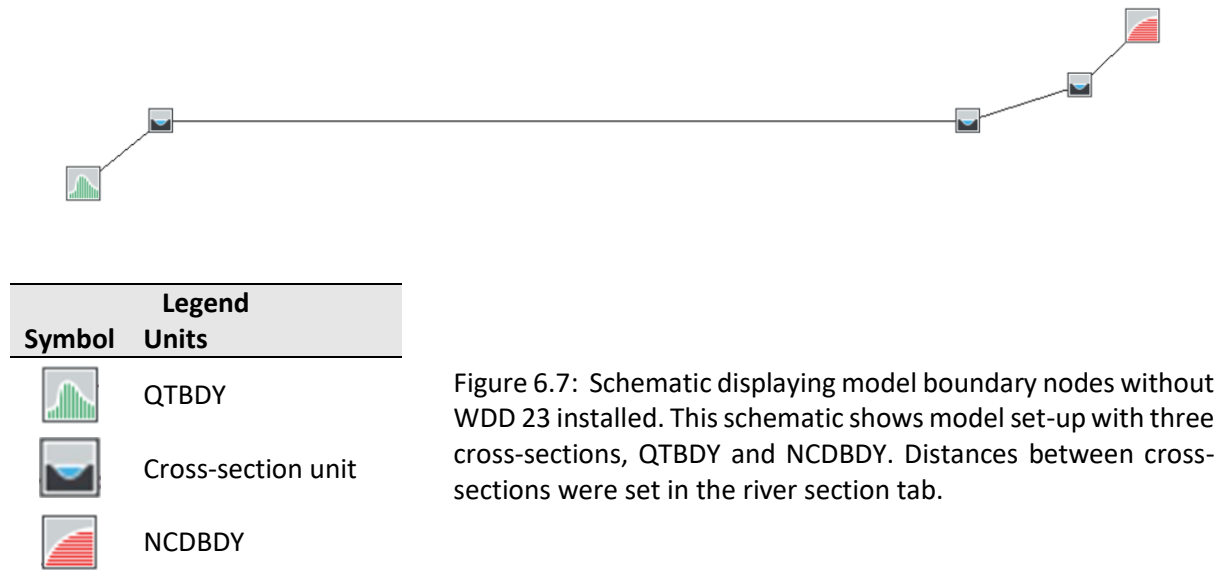 Legend
Symbol Units
QTBDY
Cross-section unit
NCDBDY
Figure 6.7: Schematic displaying model boundary nodes without
WDD 23 installed. This schematic shows model set-up with three
cross-sections, QTBDY and NCDBDY. Distances between cross-
sections were set in the river section tab.